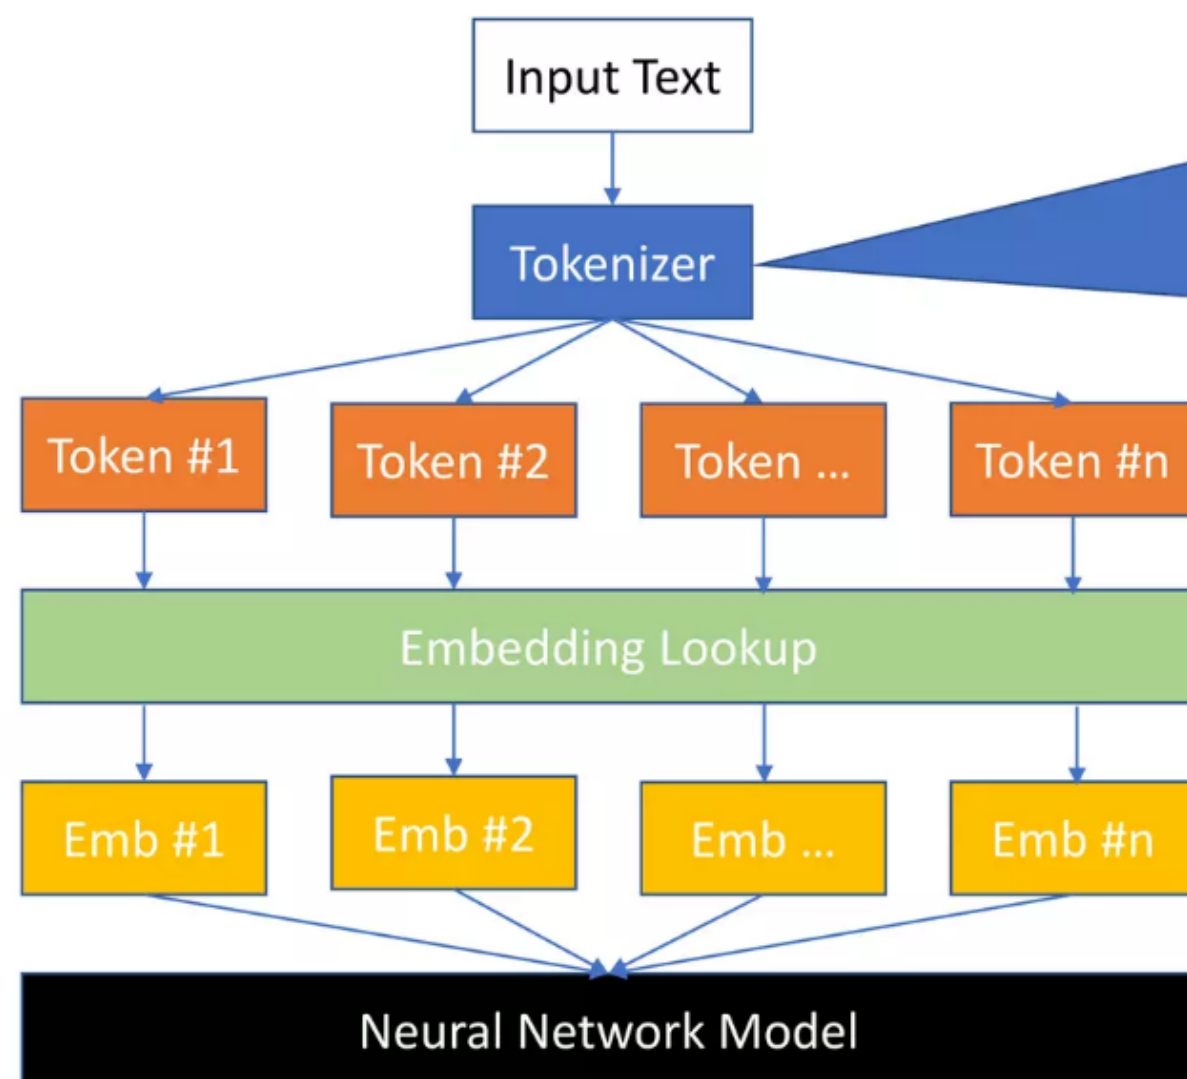 Input Text
Tokenizer
Token #1
Token #2
Token ...
Token #n
Embedding Lookup
Emb #1
Emb #2
Emb ...
Emb #n
Neural Network Model